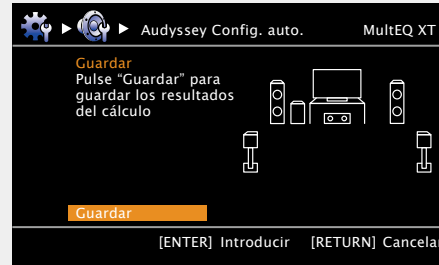 Audyssey Config. auto. MultEQ XT
Guardar
Pulse “Guardar” para
guardar los resultados
del cálculo
Guardar
[ENTER] Introducir [RETURN] Cancelar